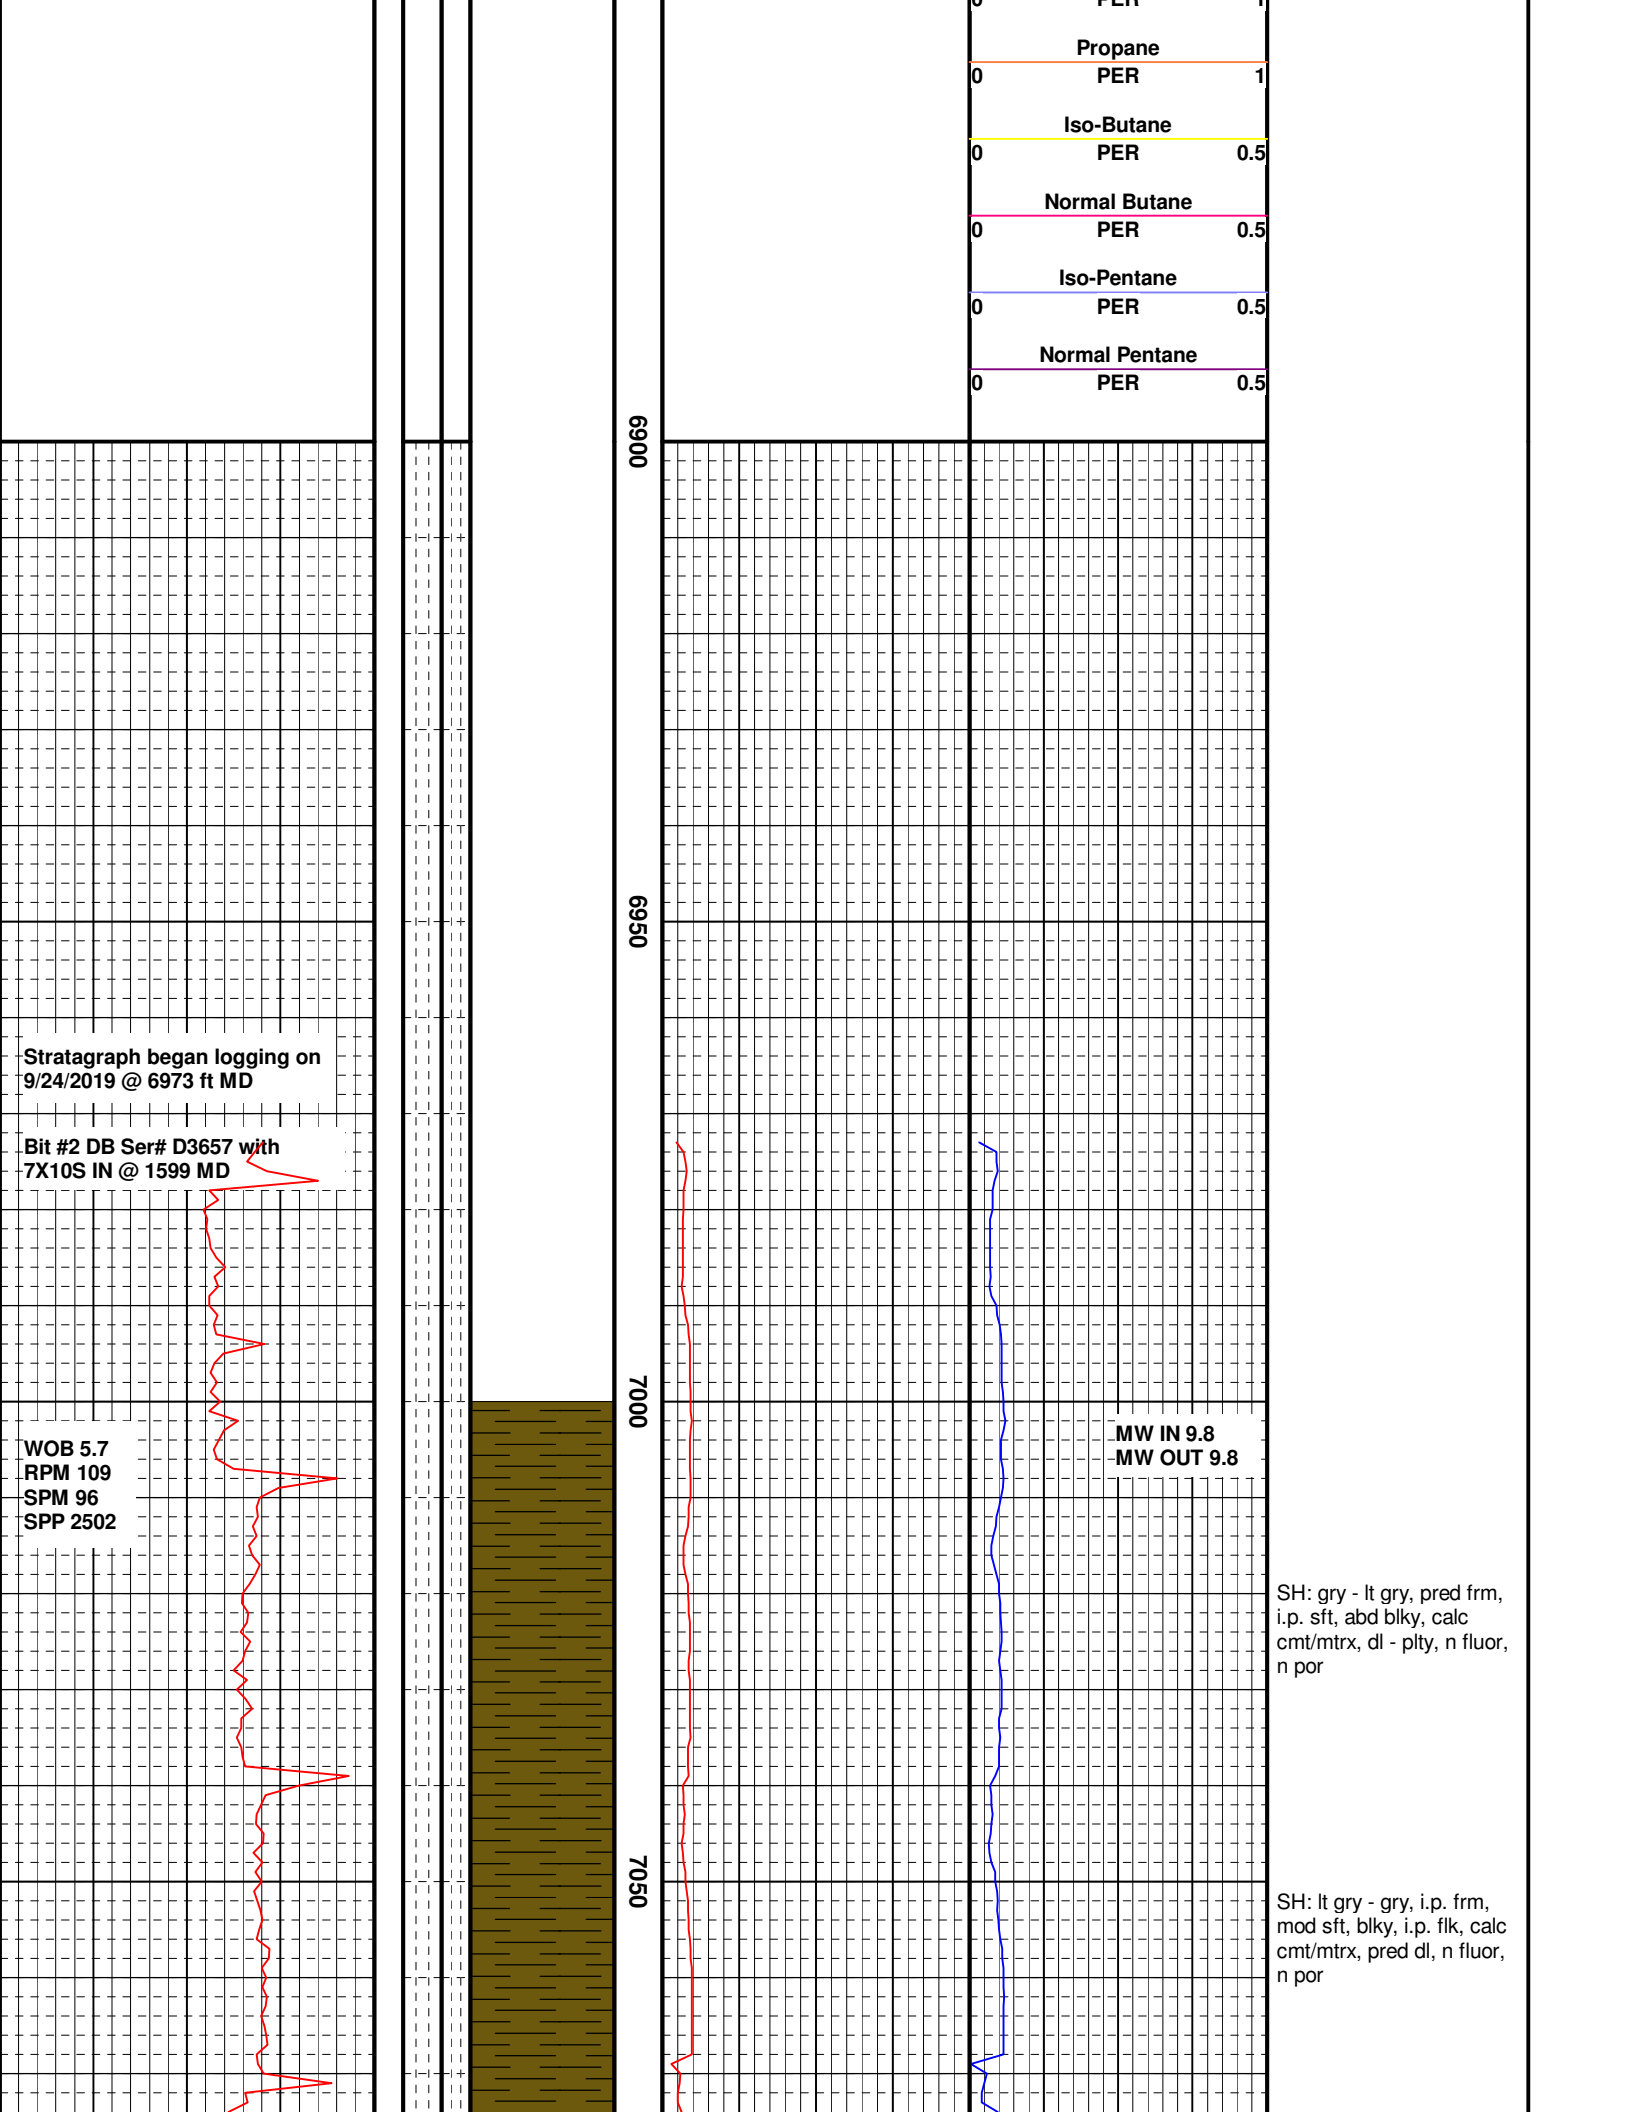 0 PER 1
Propane
0 PER 1
Iso-Butane
0 PER 0.5
Normal Butane
0 PER 0.5
Iso-Pentane
0 PER 0.5
Normal Pentane
0 PER 0.5
6900
6950
Stratagraph began logging on
9/24/2019 @ 6973 ft MD
Bit #2 DB Ser# D3657 with
7X10S IN @ 1599 MD
7000
MW IN 9.8
MW OUT 9.8
WOB 5.7
RPM 109
SPM 96
SPP 2502
SH: gry - lt gry, pred frm,
i.p. sft, abd blky, calc
cmt/mtrx, dl - plty, n fluor,
n por
7050
SH: lt gry - gry, i.p. frm,
mod sft, blky, i.p. flk, calc
cmt/mtrx, pred dl, n fluor,
n por